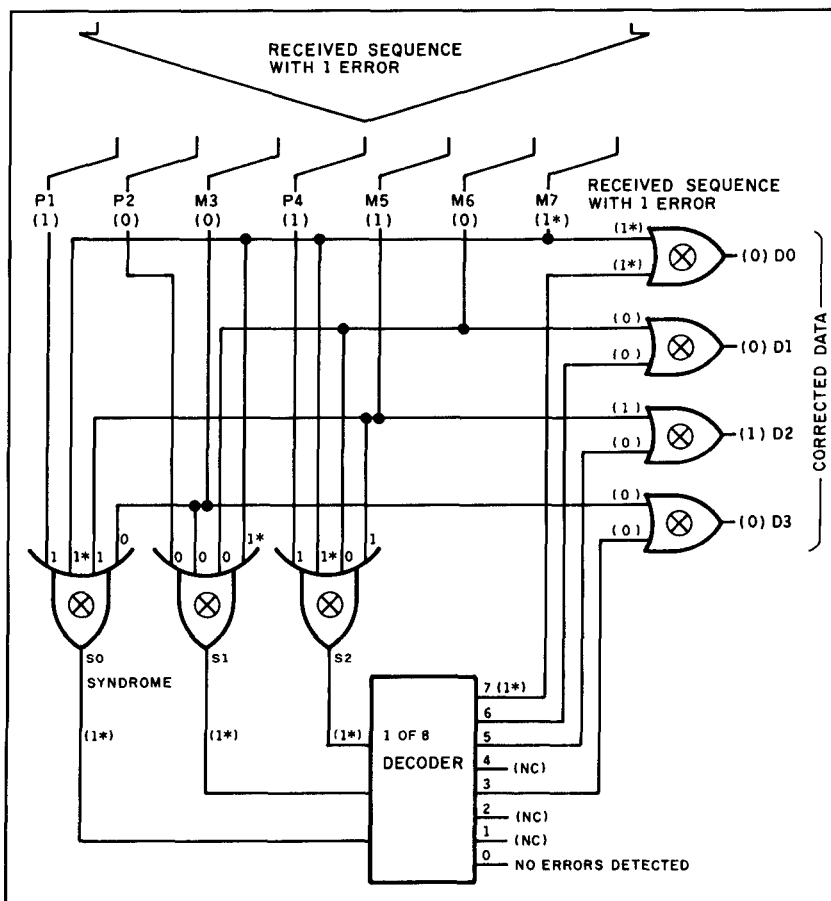 RECEIVED SEQUENCE
WITH 1 ERROR
P1 P2 M3 P4 M5 M6 M7
(1) (0) (0) (1) (1) (0) (1*)
RECEIVED SEQUENCE
WITH 1 ERROR
(1*)
(1*)
(0) D0
(0)
(0)
(0) D1
(1)
(0)
(1) D2
(0)
(0)
(0) D3
CORRECTED DATA
1 1* 1 0
0 0 0 1*
1 1* 0 1
S0 S1 S2
SYNDROME
(1*) (1*) (1*)
1 OF 8
DECODER
7 (1*)
6
5
4 (NC)
3
2 (NC)
1 (NC)
0 NO ERRORS DETECTED